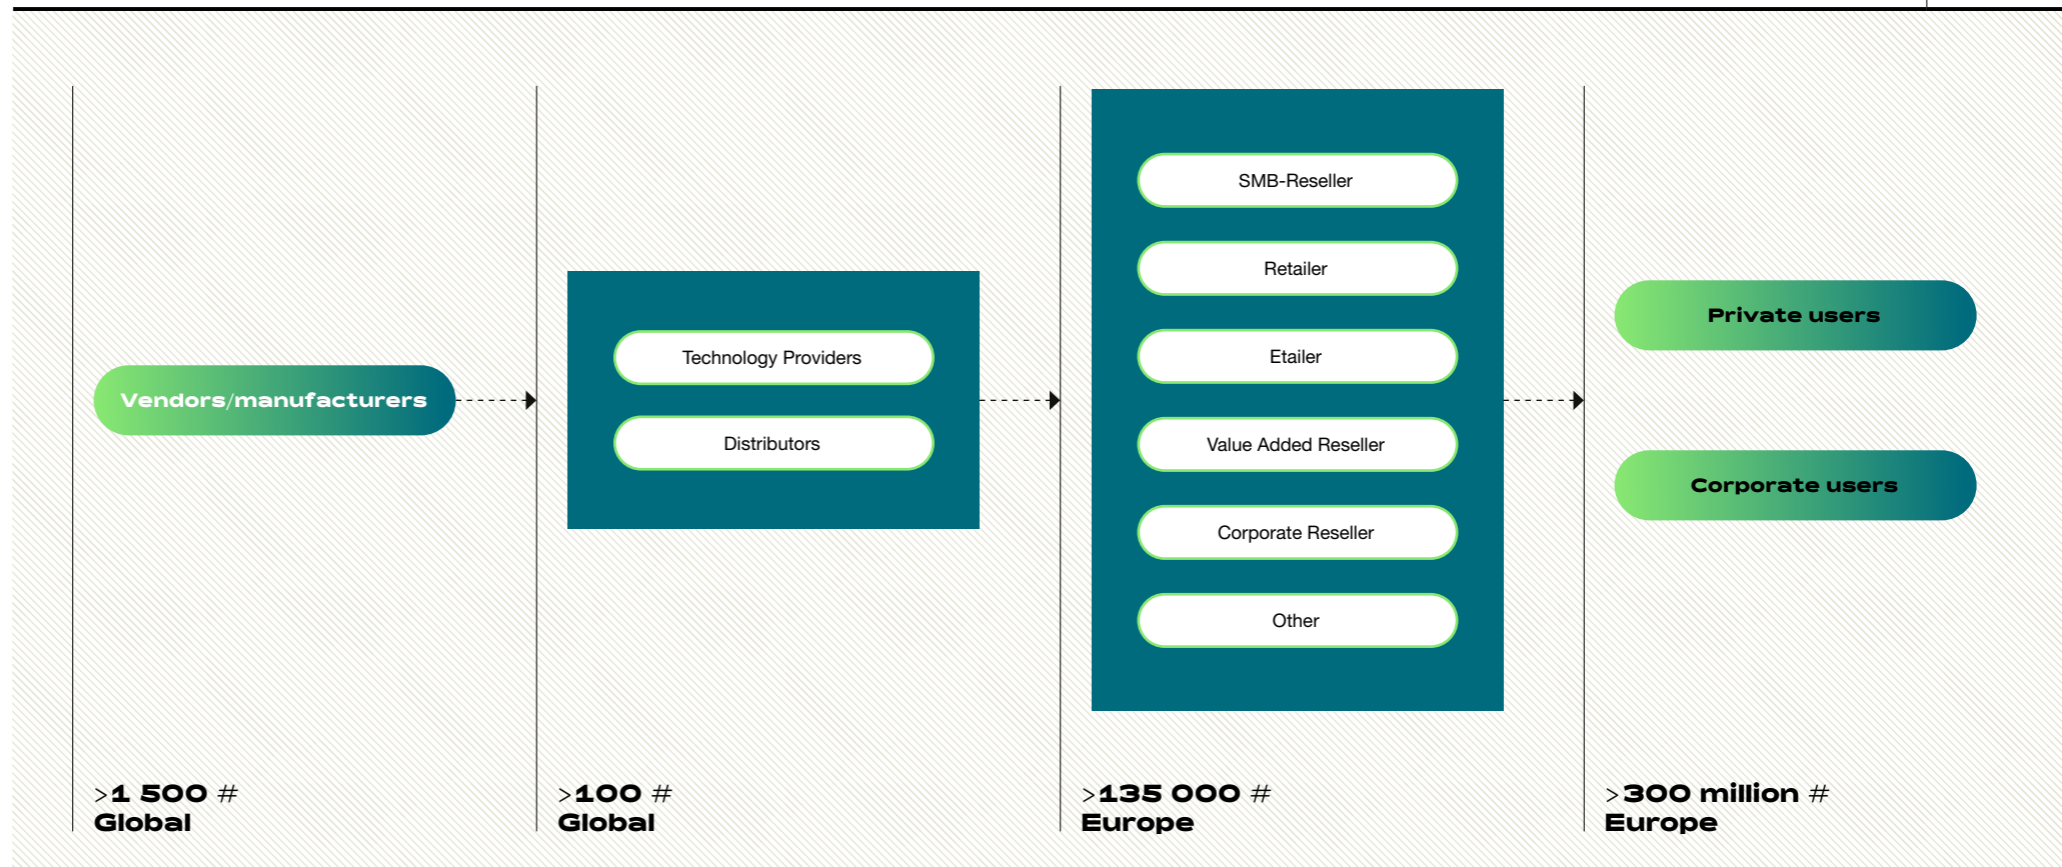 Vendors/manufacturers
Technology Providers
Distributors
SMB-Reseller
Retailer
Etailer
Value Added Reseller
Corporate Reseller
Other
Private users
Corporate users
>1 500 #
Global
>100 #
Global
>135 000 #
Europe
>300 million #
Europe